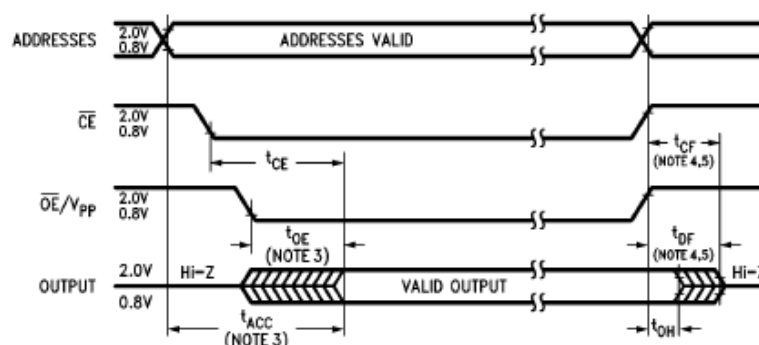 ADDRESSES 2.0V 0.8V ADDRESSES VALID
CE 2.0V 0.8V
tCE
tCF (NOTE 4,5)
OE/VPP 2.0V 0.8V
tOE (NOTE 3)
tDF (NOTE 4,5)
OUTPUT 2.0V 0.8V Hi-Z VALID OUTPUT Hi-Z
tACC (NOTE 3)
tOH